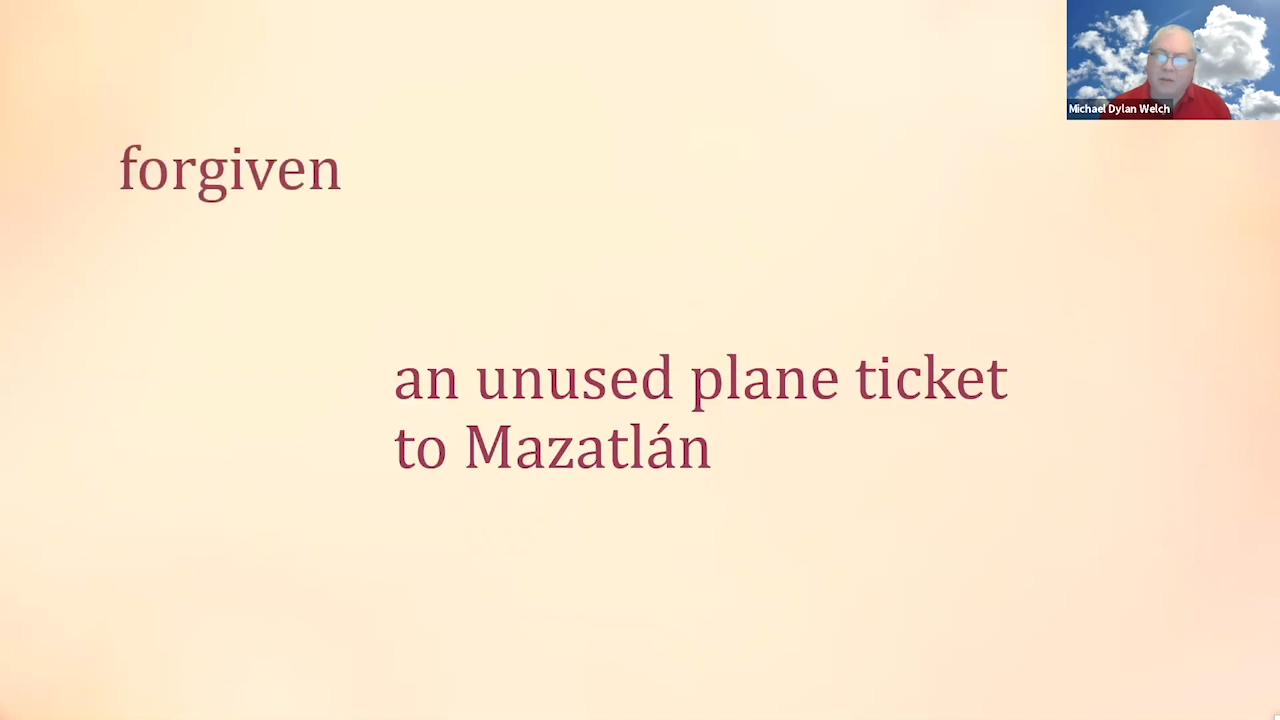 Michael Dylan Welch
forgiven
an unused plane ticket
to Mazatlán